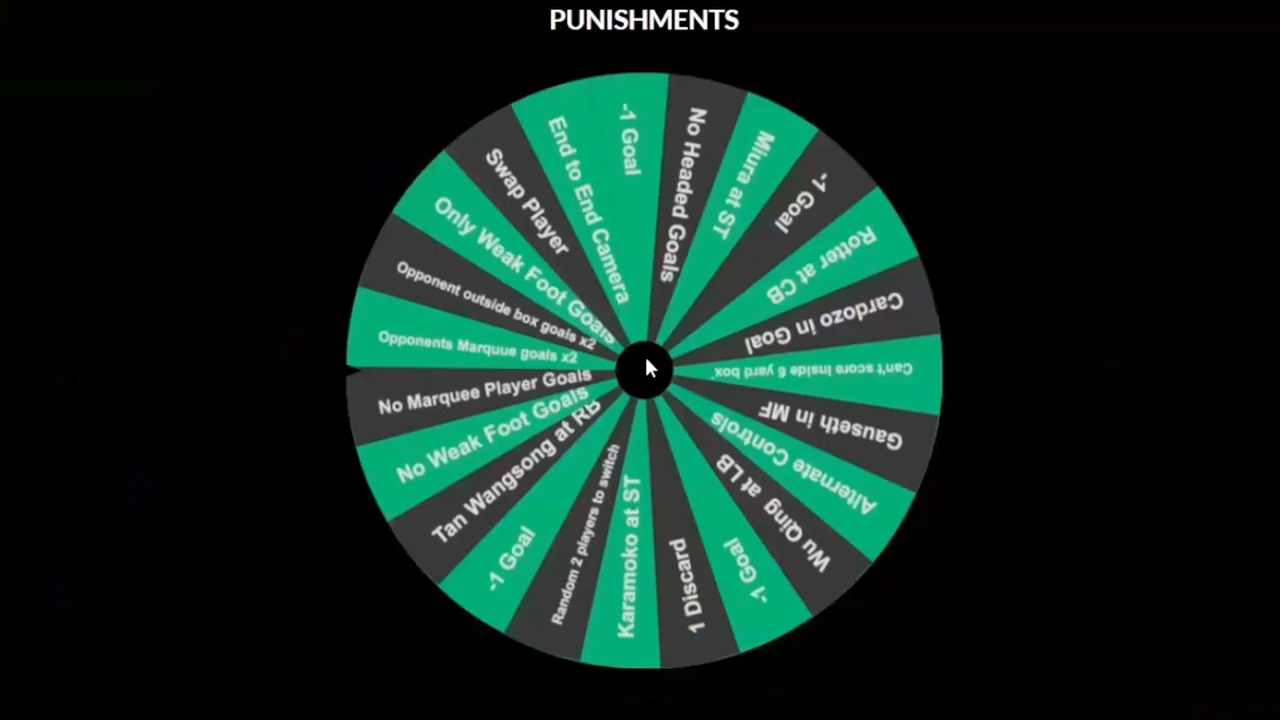 PUNISHMENTS
-1 Goal
No Headed Goals
Miura at ST
-1 Goal
Rotter at CB
Cardozo in Goal
Can't score inside 6 yard box
Gauseth in MF
Alternate Controls
Wu Qing at LB
-1 Goal
1 Discard
Karamoko at ST
Random 2 players to switch
-1 Goal
Tan Wangsong at RB
No Weak Foot Goals
No Marquee Player Goals
Opponents Marquue goals x2
Opponent outside box goals x2
Only Weak Foot Goals
Swap Player
End to End Camera